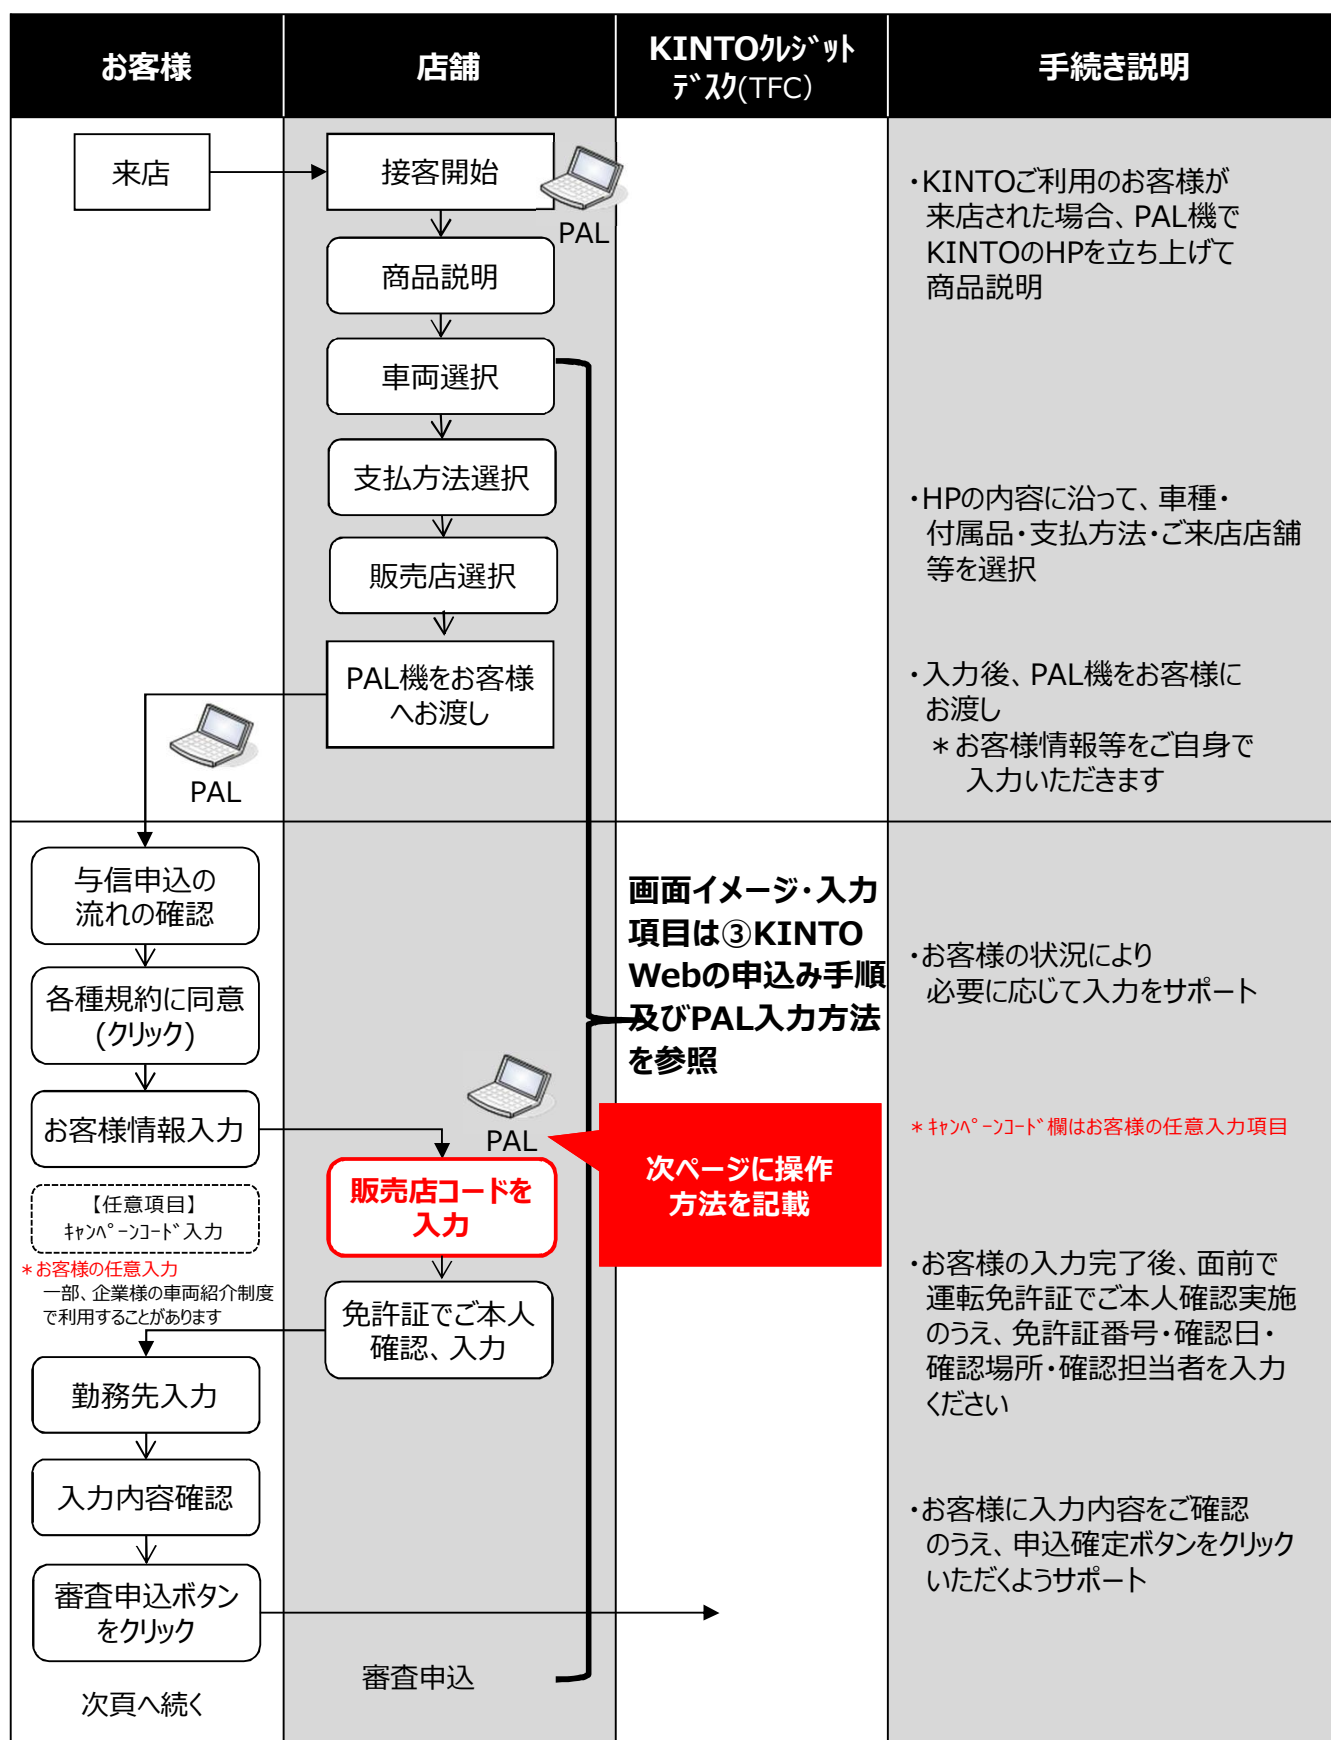 お客様
店舗
KINTOｸﾚｼﾞｯﾄ
ﾃﾞｽｸ(TFC)
手続き説明
来店
接客開始
PAL
商品説明
車両選択
支払方法選択
販売店選択
PAL機をお客様
へお渡し
PAL
・KINTOご利用のお客様が
来店された場合、PAL機で
KINTOのHPを立ち上げて
商品説明
・HPの内容に沿って、車種・
付属品・支払方法・ご来店店舗
等を選択
・入力後、PAL機をお客様に
お渡し
＊お客様情報等をご自身で
入力いただきます
与信申込の
流れの確認
各種規約に同意
(クリック)
お客様情報入力
【任意項目】
ｷｬﾝﾍﾟｰﾝｺｰﾄﾞ入力
＊お客様の任意入力
一部、企業様の車両紹介制度
で利用することがあります
PAL
販売店コードを
入力
免許証でご本人
確認、入力
勤務先入力
入力内容確認
審査申込ボタン
をクリック
次頁へ続く
審査申込
画面イメージ・入力
項目は③KINTO
Webの申込み手順
及びPAL入力方法
を参照
次ページに操作
方法を記載
・お客様の状況により
必要に応じて入力をサポート
＊ｷｬﾝﾍﾟｰﾝｺｰﾄﾞ欄はお客様の任意入力項目
・お客様の入力完了後、面前で
運転免許証でご本人確認実施
のうえ、免許証番号・確認日・
確認場所・確認担当者を入力
ください
・お客様に入力内容をご確認
のうえ、申込確定ボタンをクリック
いただくようサポート